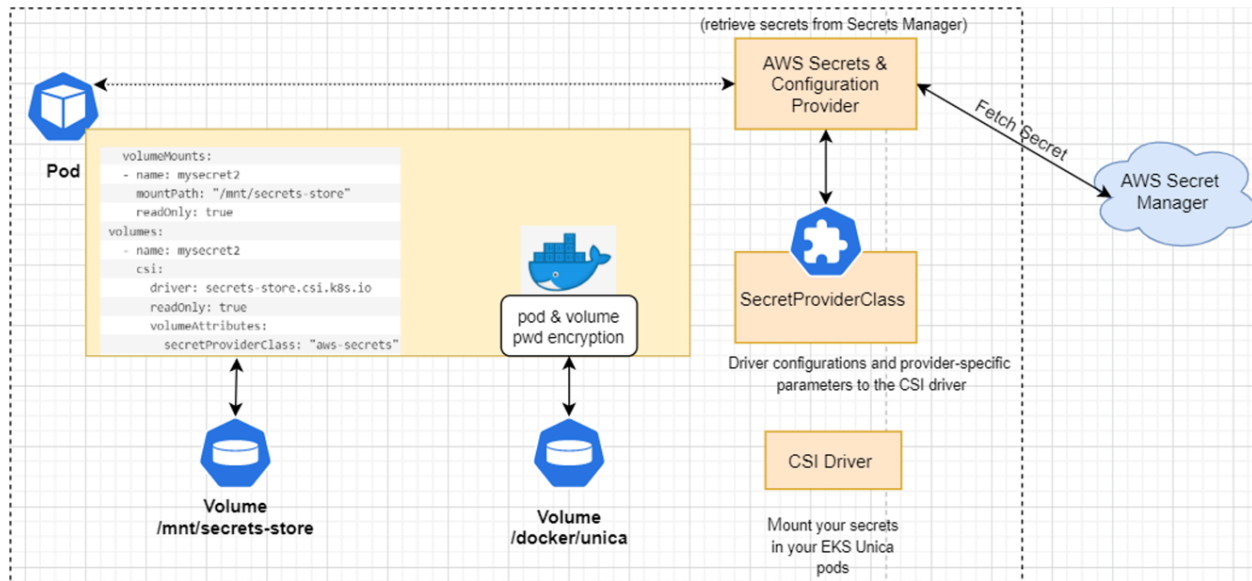 (retrieve secrets from Secrets Manager)
AWS Secrets &
Configuration
Provider
Fetch Secret
AWS Secret
Manager
Pod
volumeMounts:
- name: mysecret2
mountPath: "/mnt/secrets-store"
readOnly: true
volumes:
- name: mysecret2
csi:
driver: secrets-store.csi.k8s.io
readOnly: true
volumeAttributes:
secretProviderClass: "aws-secrets"
pod & volume
pwd encryption
SecretProviderClass
Driver configurations and provider-specific
parameters to the CSI driver
CSI Driver
Mount your secrets
in your EKS Unica
pods
Volume
/mnt/secrets-store
Volume
/docker/unica